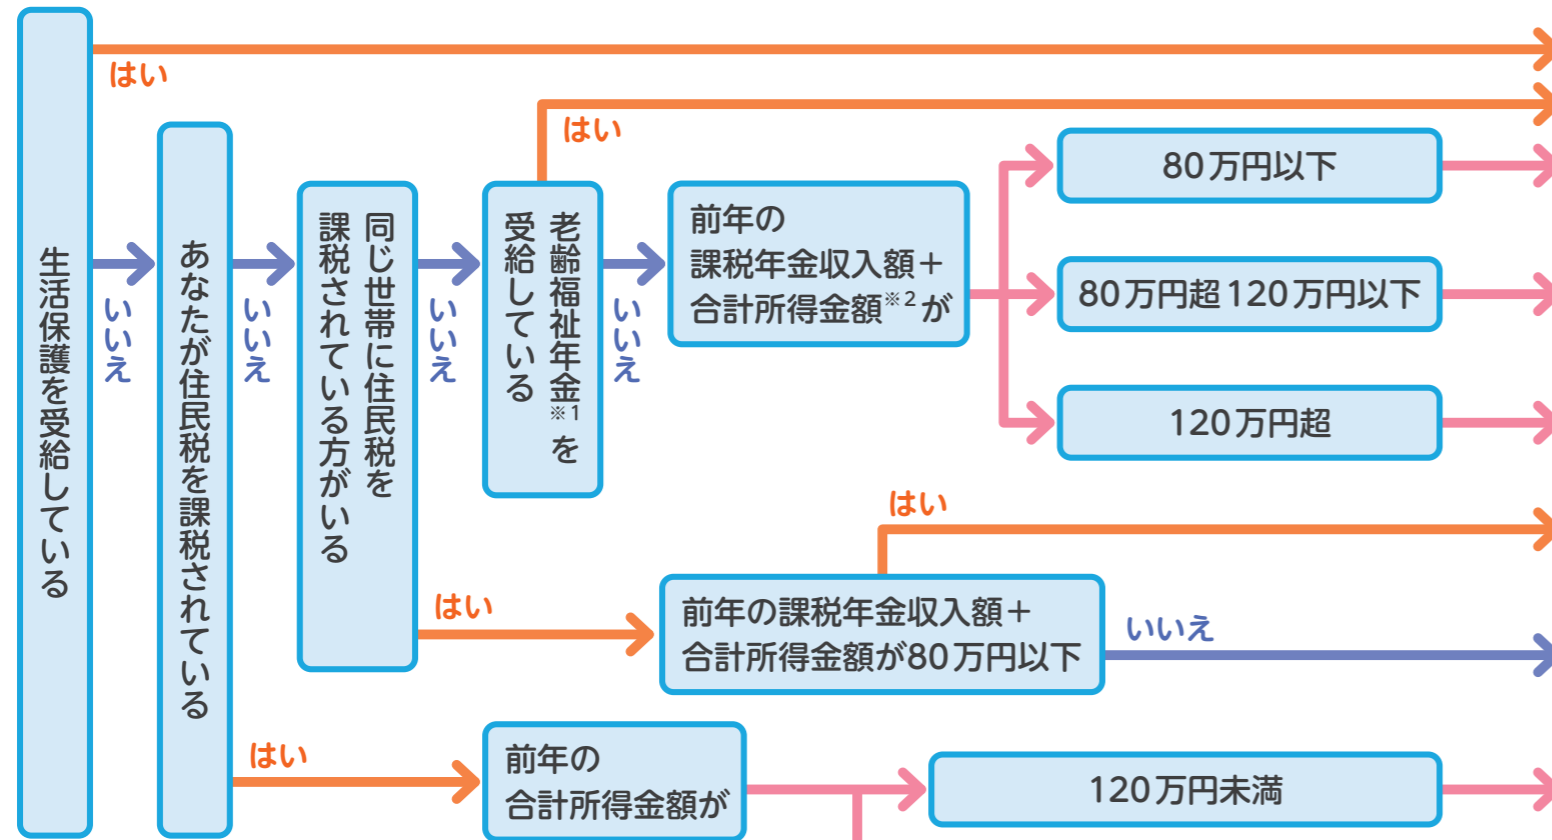 生活保護を受給している
はい
いいえ
あなたが住民税を課税されている
いいえ
同じ世帯に住民税を
課税されている方がいる
いいえ
老齢福祉年金※1を
受給している
はい
いいえ
前年の
課税年金収入額＋
合計所得金額※2が
80万円以下
80万円超120万円以下
120万円超
はい
前年の課税年金収入額＋
合計所得金額が80万円以下
はい
いいえ
はい
前年の
合計所得金額が
120万円未満